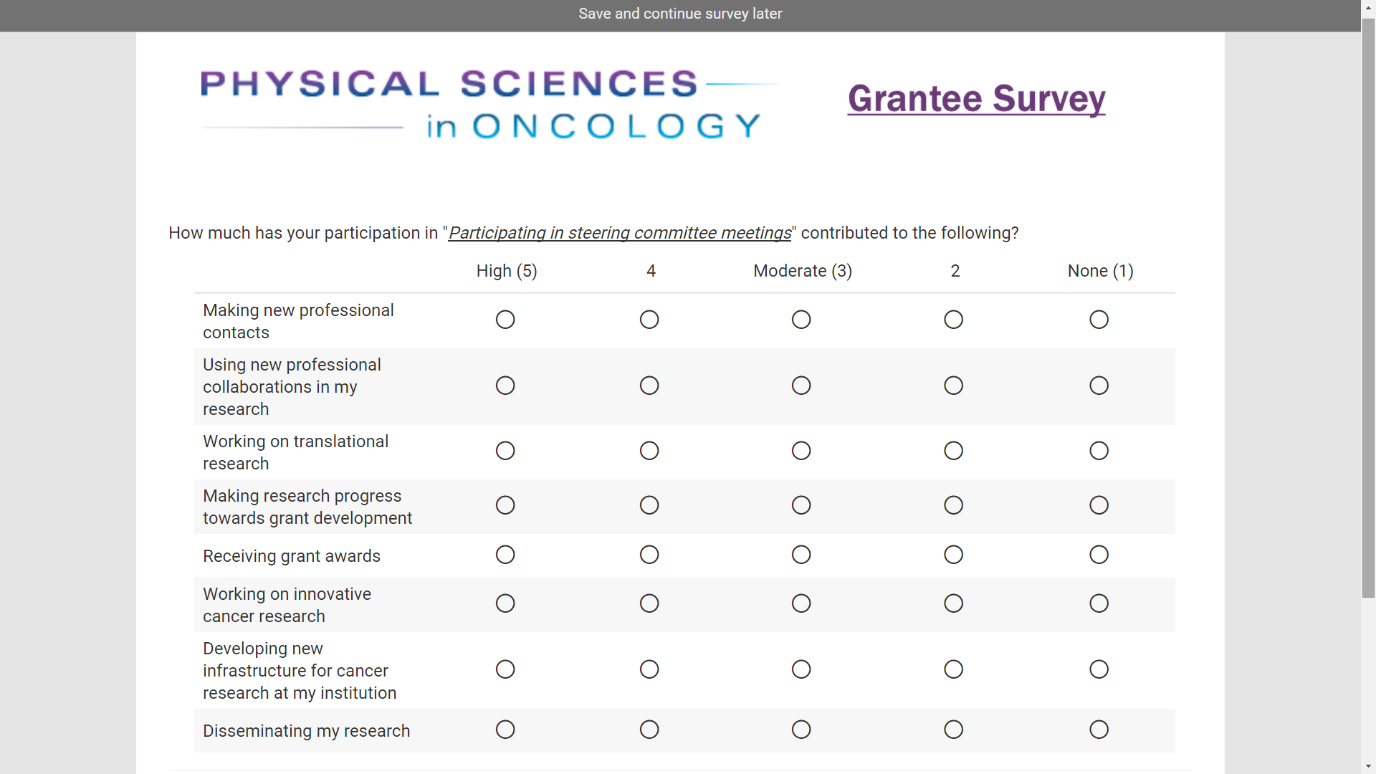 Save and continue survey later
PHYSICAL SCIENCES
in ONCOLOGY
Grantee Survey
How much has your participation in "Participating in steering committee meetings" contributed to the following?
High (5) 4 Moderate (3) 2 None (1)
Making new professional
contacts
Using new professional
collaborations in my
research
Working on translational
research
Making research progress
towards grant development
Receiving grant awards
Working on innovative
cancer research
Developing new
infrastructure for cancer
research at my institution
Disseminating my research